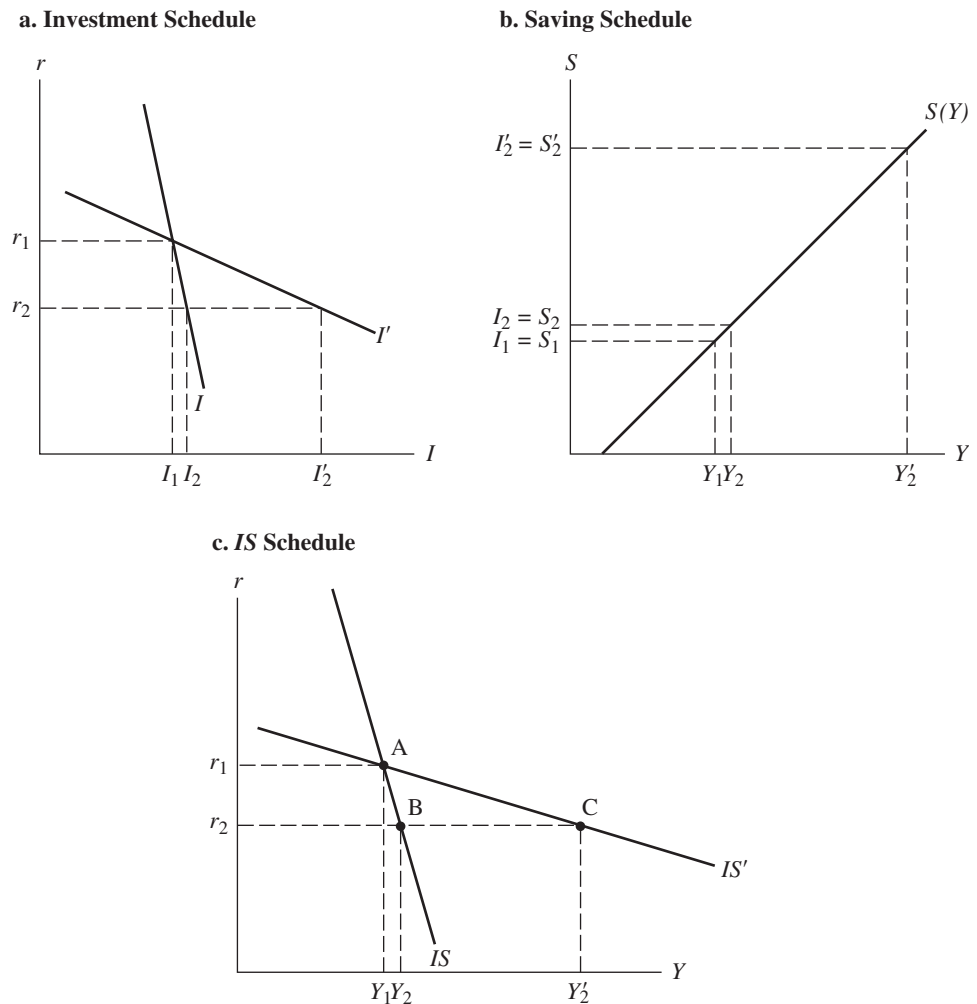 a. Investment Schedule
r
r1
r2
I'
I
I1 I2
I'2
I
b. Saving Schedule
S
S(Y)
I'2 = S'2
I2 = S2
I1 = S1
Y1Y2
Y'2
Y
c. IS Schedule
r
A
r1
B
C
r2
IS'
IS
Y1Y2
Y'2
Y